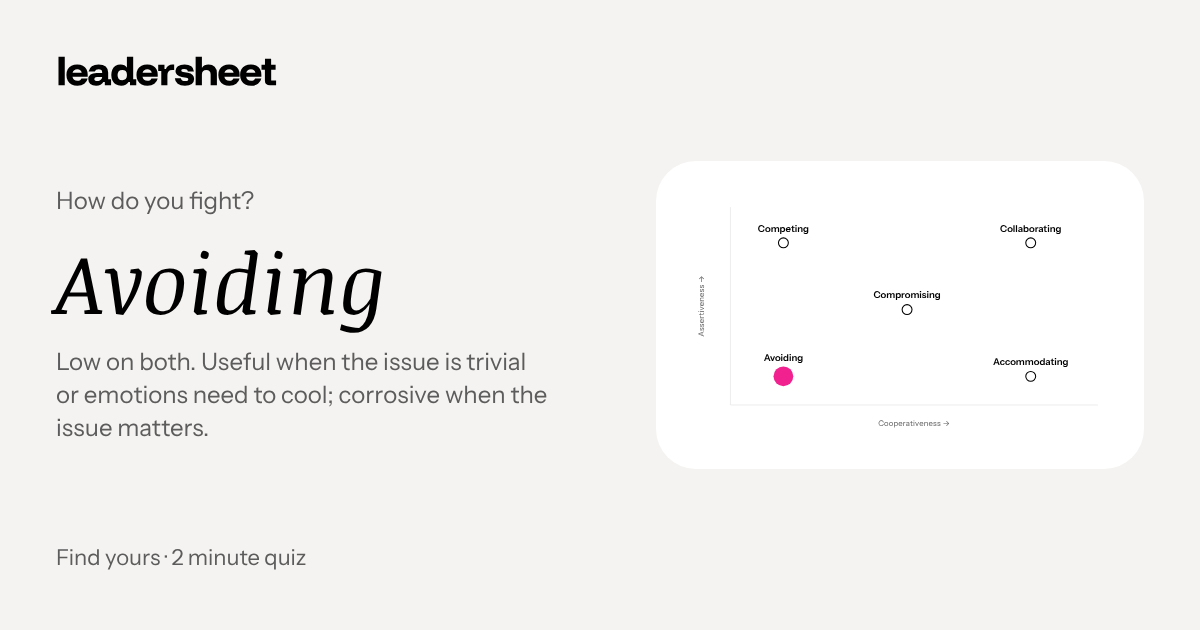 leadersheet
How do you fight?
Avoiding
Low on both. Useful when the issue is trivial
or emotions need to cool; corrosive when the
issue matters.
Find yours · 2 minute quiz
Competing
Collaborating
Compromising
Avoiding
Accommodating
Assertiveness →
Cooperativeness →